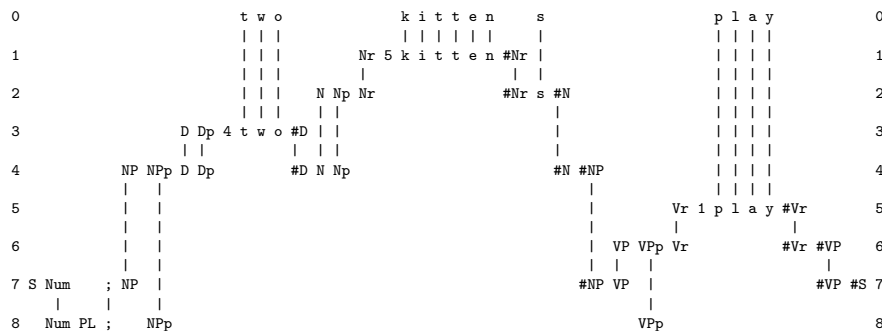 0 t w o k i t t e n s p l a y 0
| | | | | | | | | | | | | |
1 | | | Nr 5 k i t t e n #Nr | | | | | 1
| | | | | | | | | |
2 | | | N Np Nr #Nr s #N | | | | 2
| | | | | | | | | |
3 D Dp 4 t w o #D | | | | | | | 3
| | | | | | | | | |
4 NP NPp D Dp #D N Np #N #NP | | | | 4
| | | | | | |
5 | | | Vr 1 p l a y #Vr 5
| | | | |
6 | | | VP VPp Vr #Vr #VP 6
| | | | | |
7 S Num ; NP | #NP VP | #VP #S 7
| | | |
8 Num PL ; NPp VPp 8